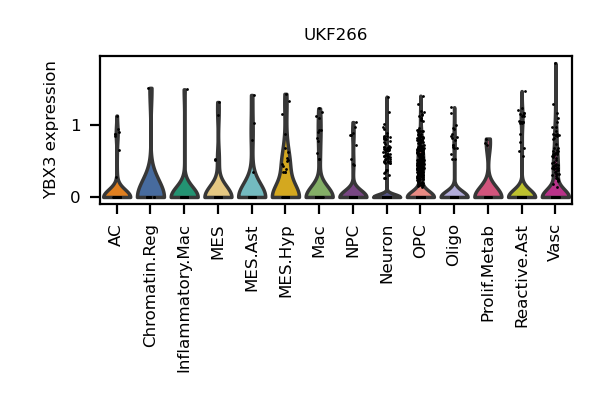 UKF266
YBX3 expression
1
0
AC
Chromatin.Reg
Inflammatory.Mac
MES
MES.Ast
MES.Hyp
Mac
NPC
Neuron
OPC
Oligo
Prolif.Metab
Reactive.Ast
Vasc